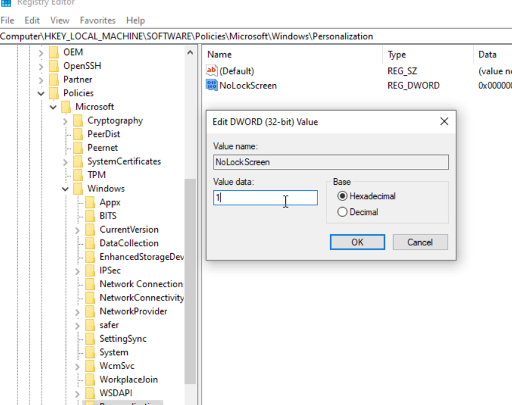 Registry Editor
File Edit View Favorites Help
Computer\HKEY_LOCAL_MACHINE\SOFTWARE\Policies\Microsoft\Windows\Personalization
OEM
OpenSSH
Partner
Policies
Microsoft
Cryptography
PeerDist
Peernet
SystemCertificates
TPM
Windows
Appx
BITS
CurrentVersion
DataCollection
EnhancedStorageDev
IPSec
Network Connection
NetworkConnectivity
NetworkProvider
safer
SettingSync
System
WcmSvc
WorkplaceJoin
WSDAPI
Name Type Data
ab (Default) REG_SZ (value n
NoLockScreen REG_DWORD 0x00000
Edit DWORD (32-bit) Value
Value name:
NoLockScreen
Value data:
1
Base
Hexadecimal
Decimal
OK Cancel